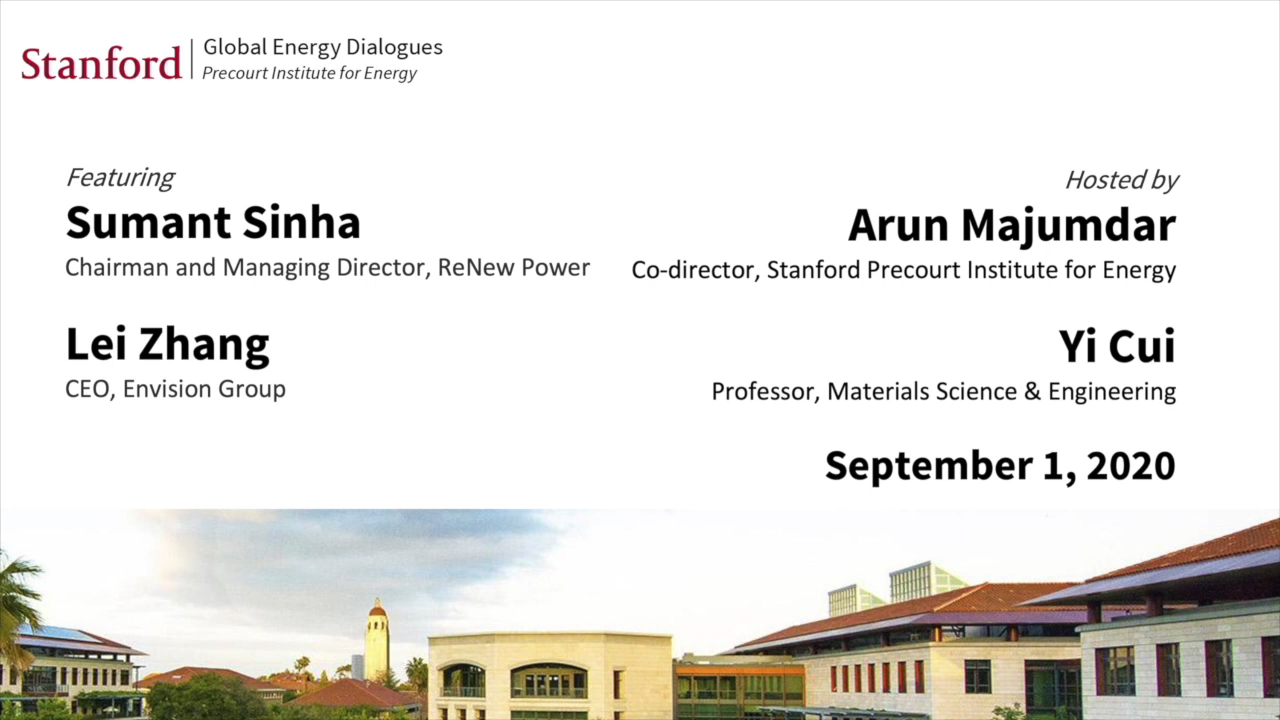 Stanford
Global Energy Dialogues
Precourt Institute for Energy
Featuring
Sumant Sinha
Chairman and Managing Director, ReNew Power
Lei Zhang
CEO, Envision Group
Hosted by
Arun Majumdar
Co-director, Stanford Precourt Institute for Energy
Yi Cui
Professor, Materials Science & Engineering
September 1, 2020